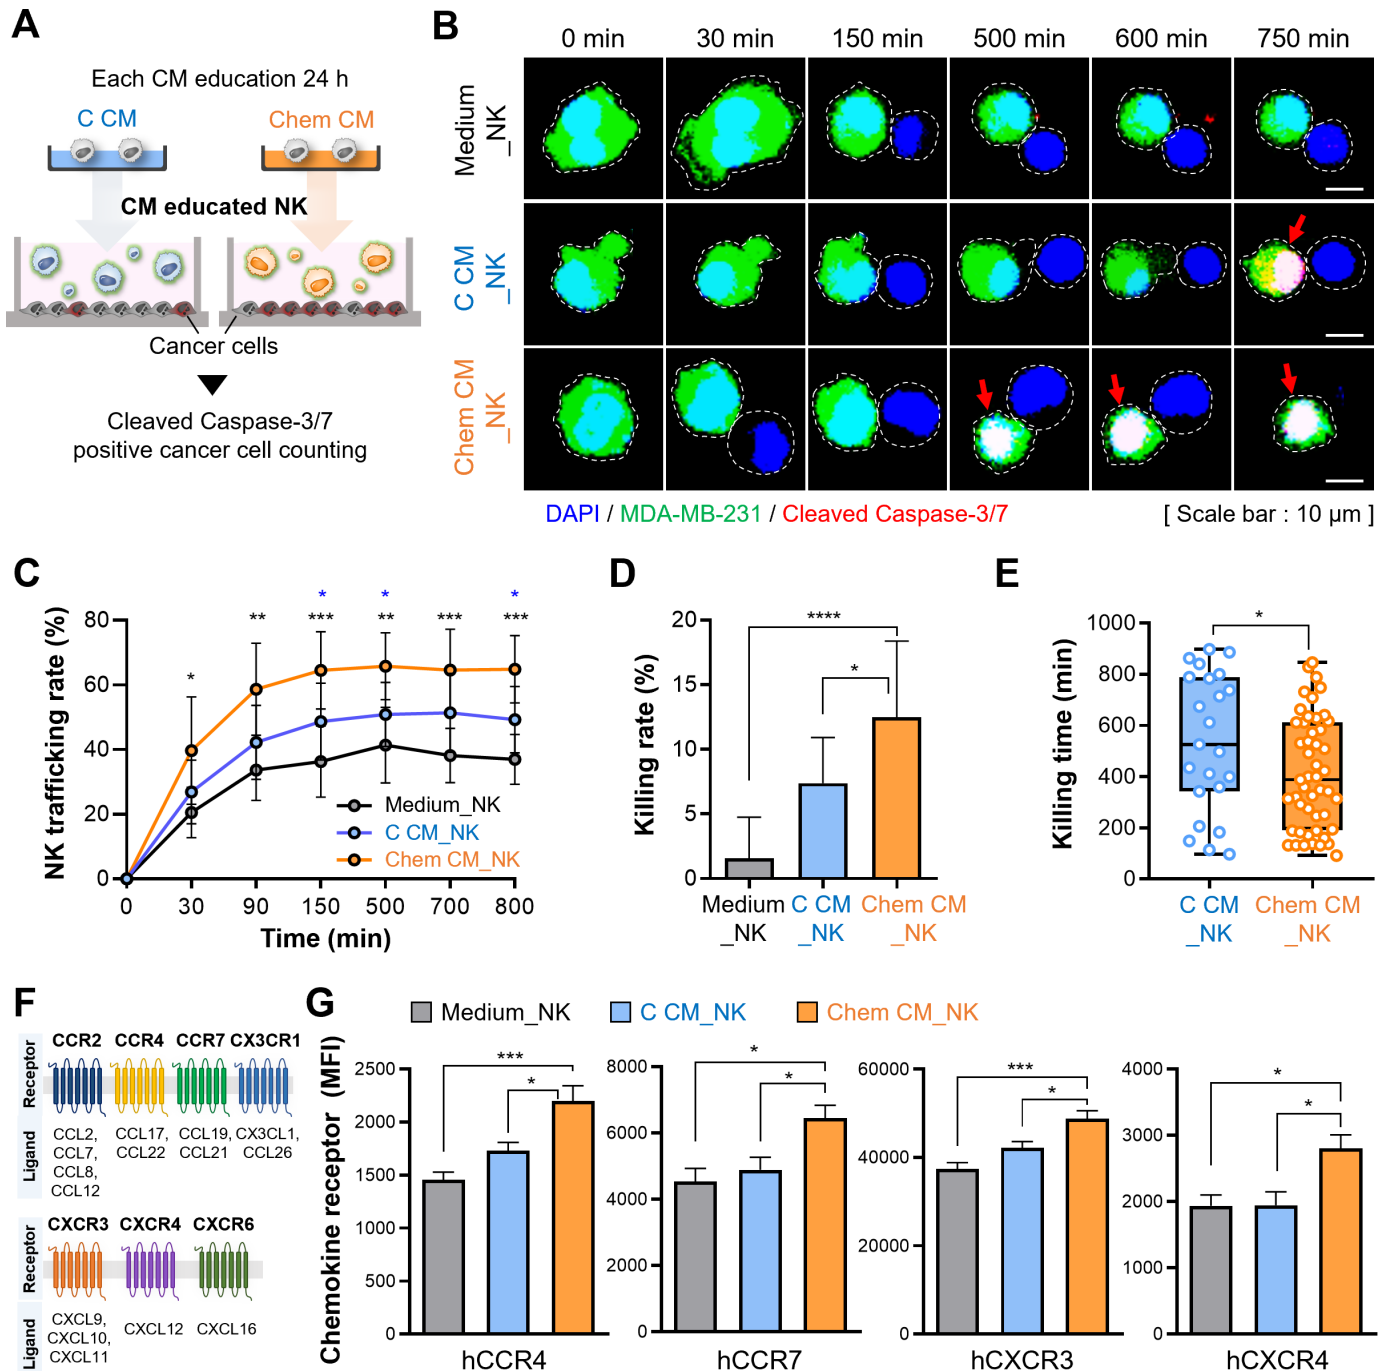 A
Each CM education 24 h
C CM
Chem CM
CM educated NK
Cancer cells
Cleaved Caspase-3/7
positive cancer cell counting
B
0 min
30 min
150 min
500 min
600 min
750 min
Medium
_NK
C CM
_NK
Chem CM
_NK
DAPI / MDA-MB-231 / Cleaved Caspase-3/7
[ Scale bar : 10 µm ]
C
NK trafficking rate (%)
80
60
40
20
0
*
**
*
***
*
**
***
*
***
Medium_NK
C CM_NK
Chem CM_NK
0
30
90
150
500
700
800
Time (min)
D
Killing rate (%)
20
15
10
5
0
****
*
Medium
_NK
C CM
_NK
Chem CM
_NK
E
Killing time (min)
1000
800
600
400
200
0
*
C CM
_NK
Chem CM
_NK
F
Receptor
CCR2
CCR4
CCR7
CX3CR1
Ligand
CCL2,
CCL7,
CCL8,
CCL12
CCL17,
CCL22
CCL19,
CCL21
CX3CL1,
CCL26
Receptor
CXCR3
CXCR4
CXCR6
Ligand
CXCL9,
CXCL10,
CXCL11
CXCL12
CXCL16
G
Medium_NK
C CM_NK
Chem CM_NK
Chemokine receptor (MFI)
2500
2000
1500
1000
500
0
***
*
hCCR4
8000
6000
4000
2000
0
*
*
hCCR7
60000
40000
20000
0
***
*
hCXCR3
4000
3000
2000
1000
0
*
*
hCXCR4